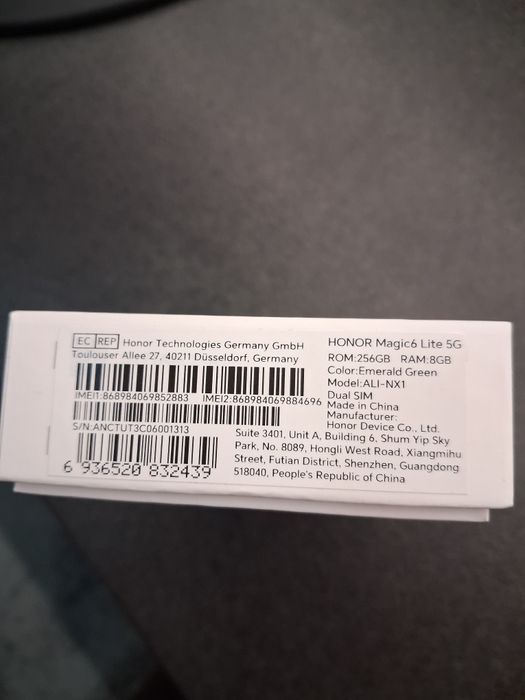 EC REP Honor Technologies Germany GmbH
Toulouser Allee 27, 40211 Düsseldorf, Germany
IMEI1:868984069852883 IMEI2:868984069884696
S/N:ANCTUT3C06001313
6 936520 832439
HONOR Magic6 Lite 5G
ROM:256GB RAM:8GB
Color:Emerald Green
Model:ALI-NX1
Dual SIM
Made in China
Manufacturer:
Honor Device Co., Ltd.
Suite 3401, Unit A, Building 6, Shum Yip Sky
Park, No. 8089, Hongli West Road, Xiangmihu
Street, Futian District, Shenzhen, Guangdong
518040, People's Republic of China